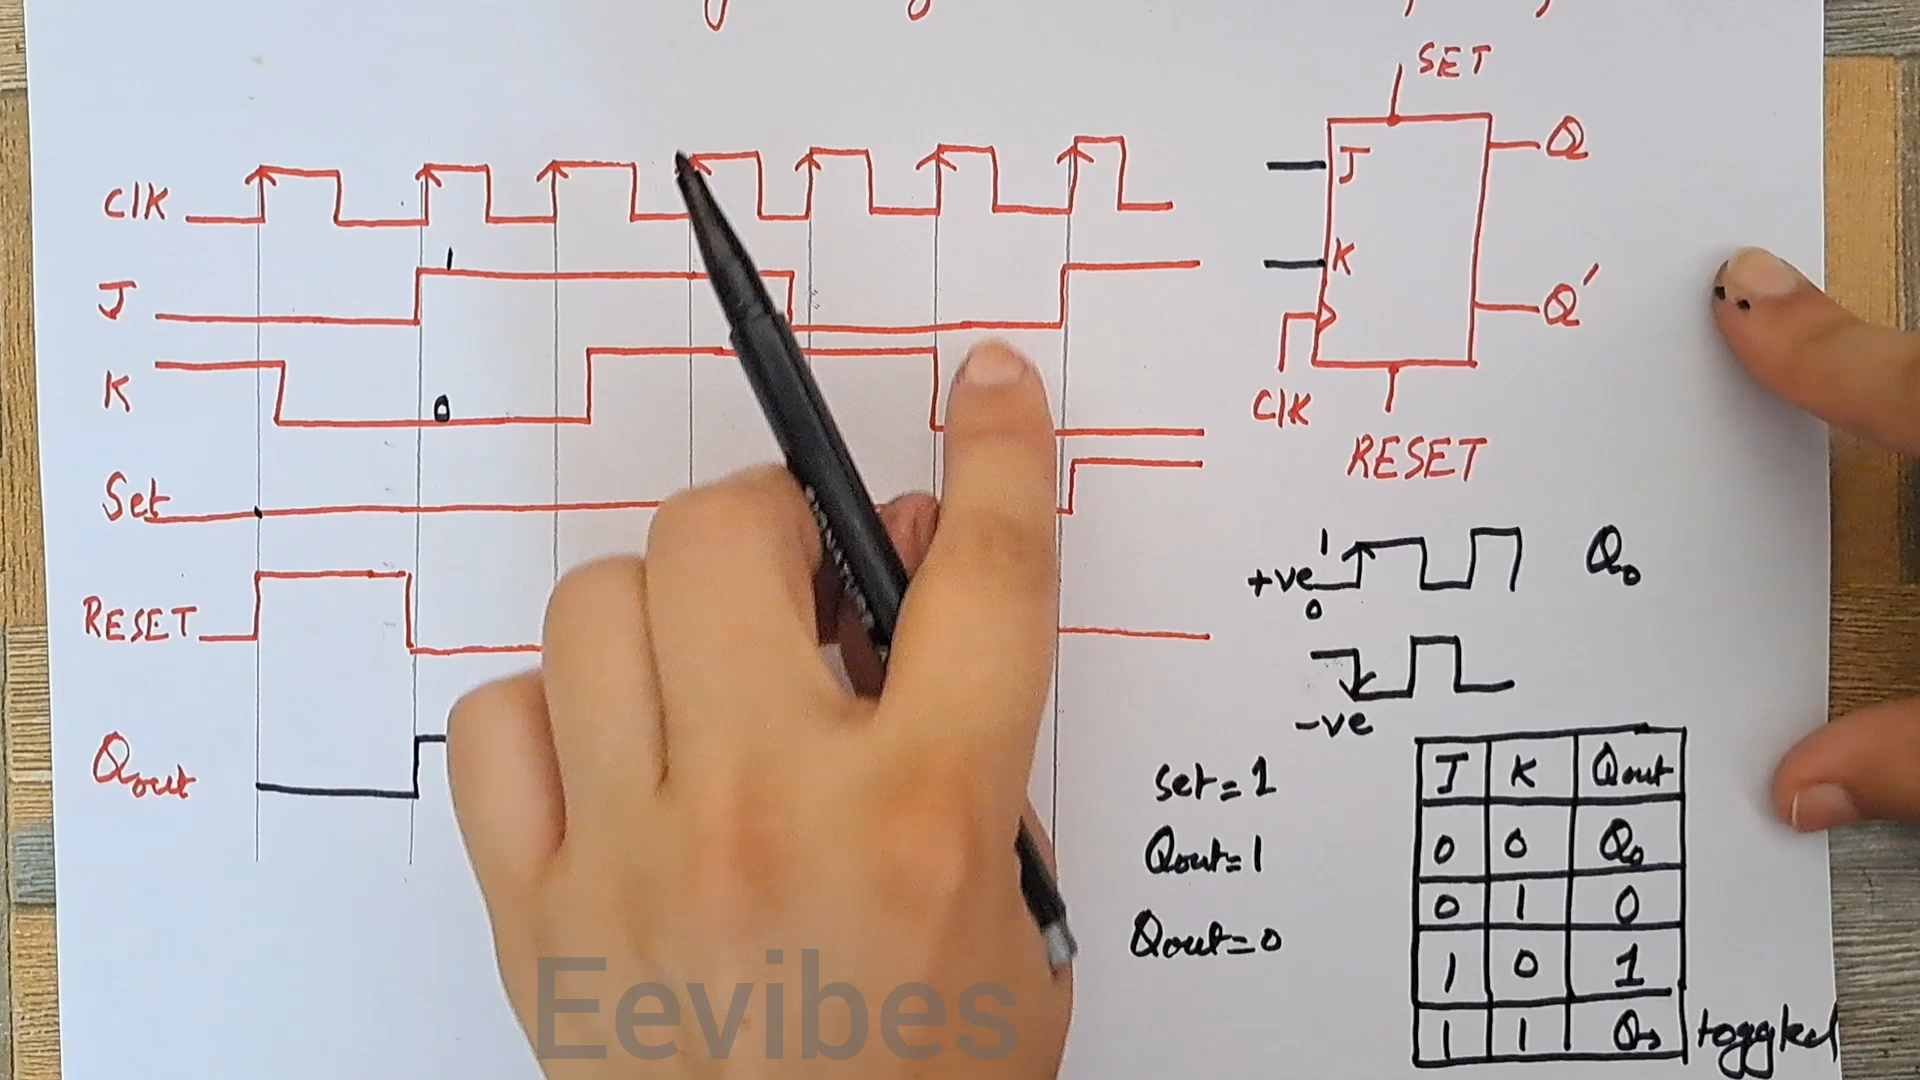 SET
Q
J
K
Q'
CLK
RESET
CLK
J
1
K
0
Set
RESET
Qout
1
+ve
0
Q0
-ve
set=1
Qout=1
Qout=0
J K Qout
0 0 Q0
0 1 0
1 0 1
1 1 toggled
Eevibes